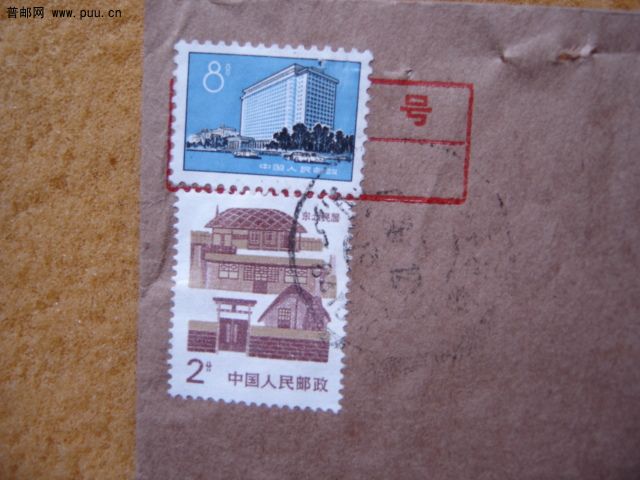 普邮网 www.puu.cn
8分
号
中国人民邮政
东北民居
2分
中国人民邮政